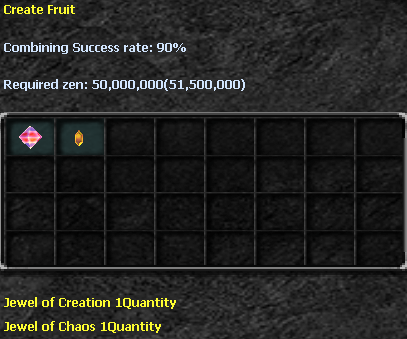 Create Fruit
Combining Success rate: 90%
Required zen: 50,000,000(51,500,000)
Jewel of Creation 1Quantity
Jewel of Chaos 1Quantity